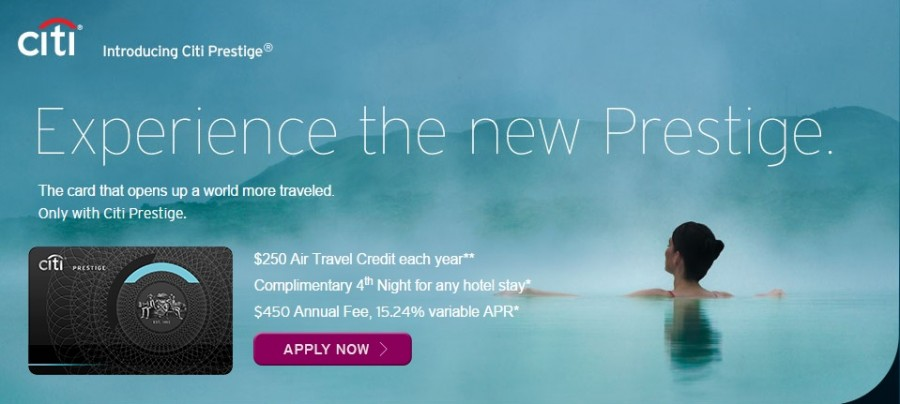 citi®
Introducing Citi Prestige®
Experience the new Prestige.
The card that opens up a world more traveled.
Only with Citi Prestige.
citi PRESTIGE
$250 Air Travel Credit each year**
Complimentary 4th Night for any hotel stay*
$450 Annual Fee, 15.24% variable APR*
APPLY NOW